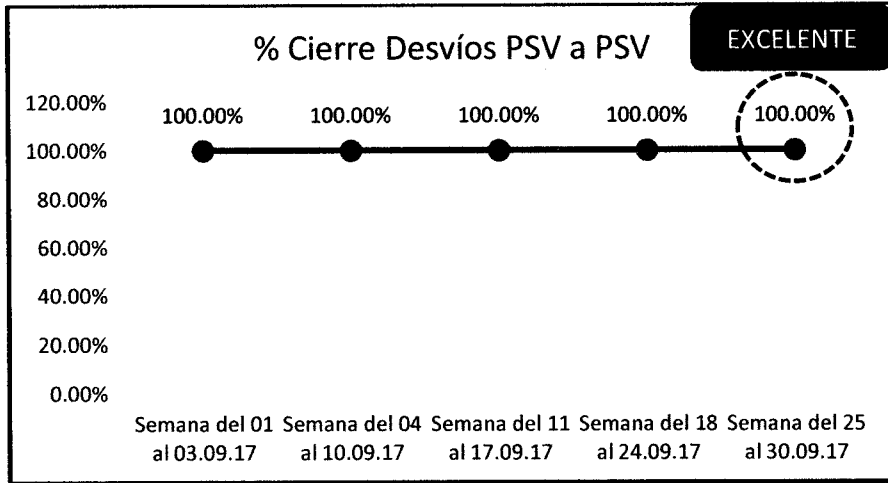 % Cierre Desvíos PSV a PSV
EXCELENTE
120.00%
100.00%
80.00%
60.00%
40.00%
20.00%
0.00%
100.00% 100.00% 100.00% 100.00% 100.00%
Semana del 01 al 03.09.17
Semana del 04 al 10.09.17
Semana del 11 al 17.09.17
Semana del 18 al 24.09.17
Semana del 25 al 30.09.17